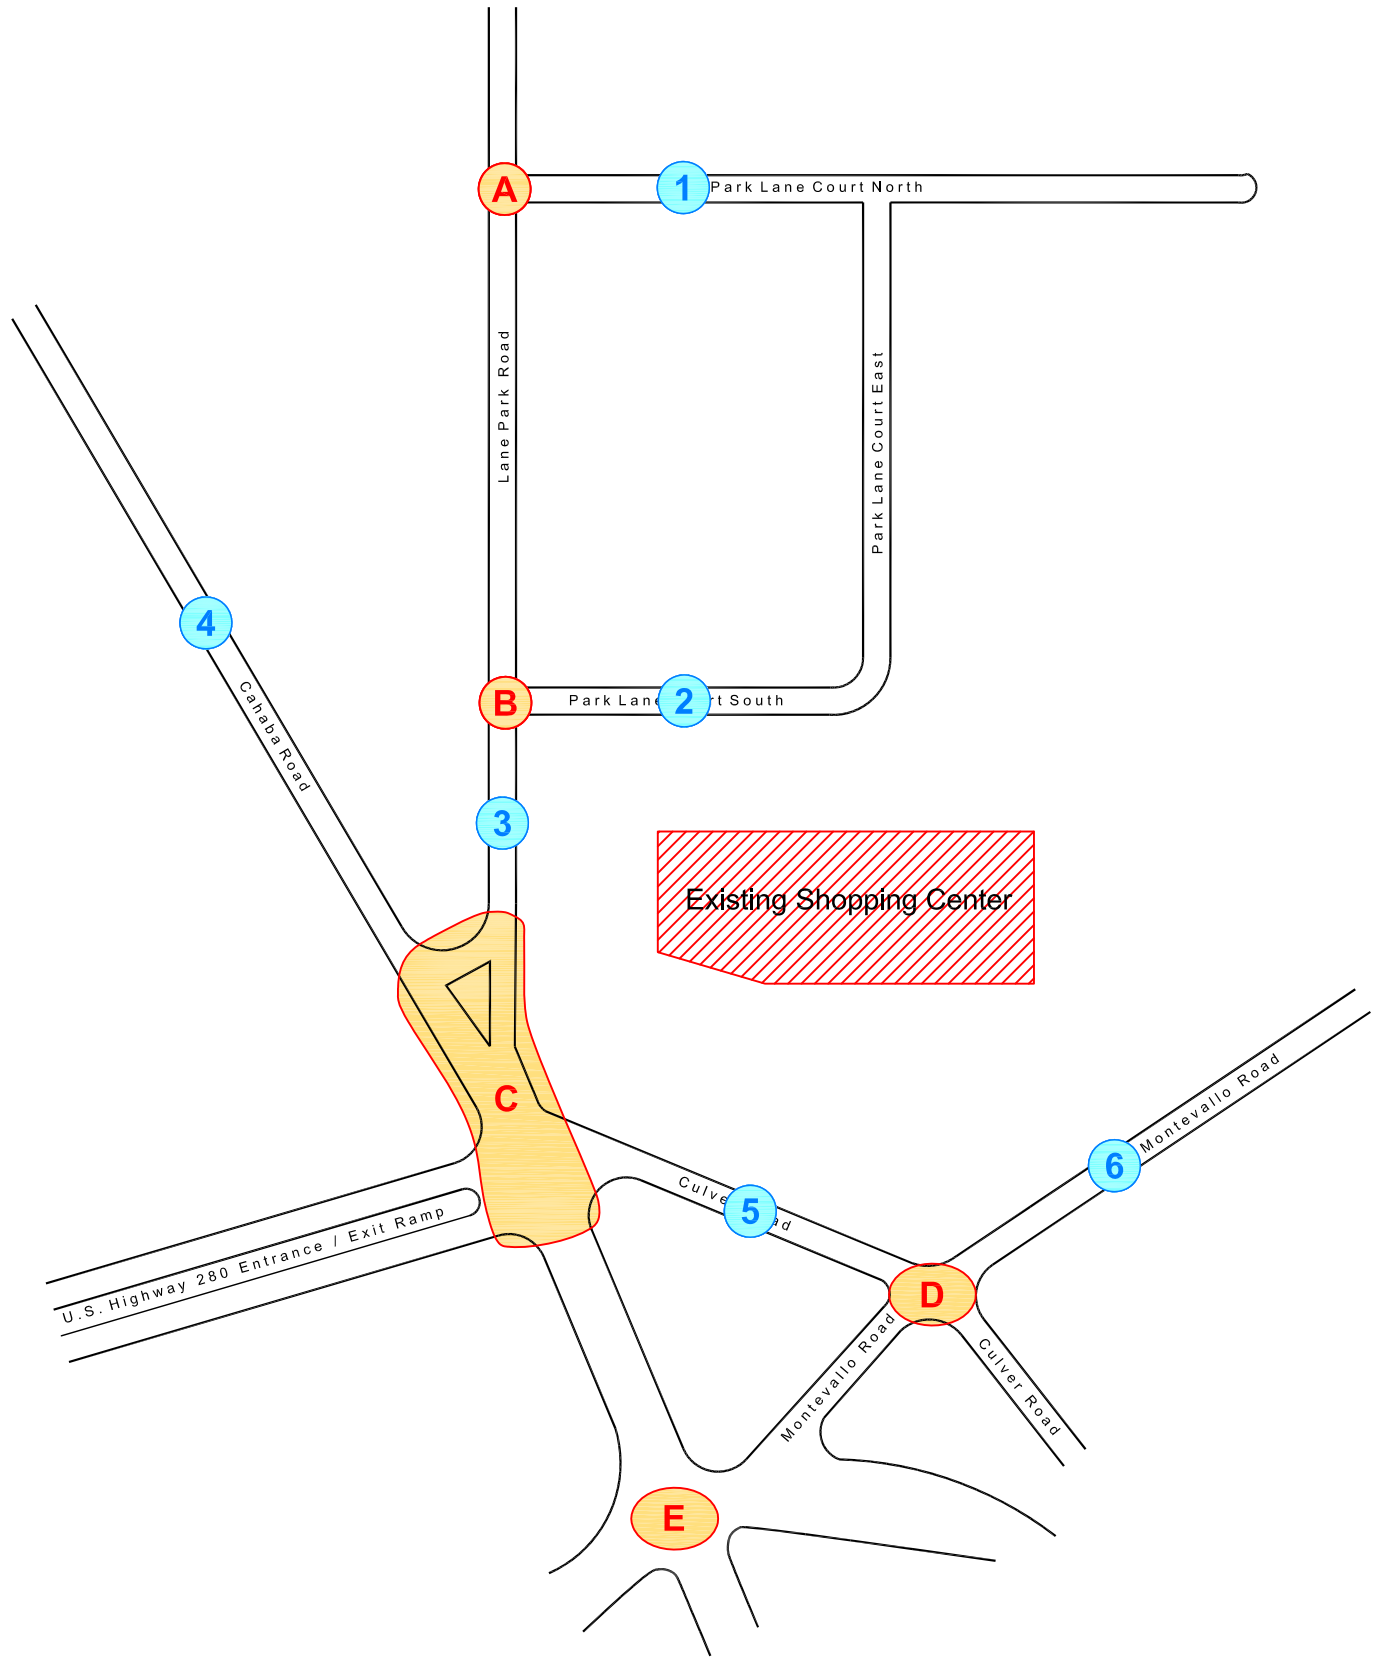 A
1
Park Lane Court North
Lane Park Road
Park Lane Court East
4
Cahaba Road
B
Park Lane
2
rt South
3
Existing Shopping Center
C
Montevallo Road
6
Culve
5
ad
U.S. Highway 280 Entrance / Exit Ramp
D
Montevallo Road
Culver Road
E